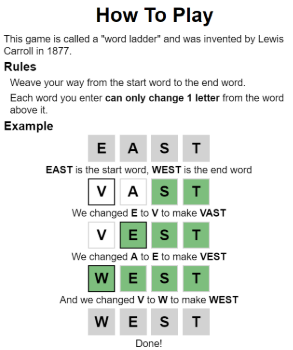 How To Play
This game is called a "word ladder" and was invented by Lewis
Carroll in 1877.
Rules
Weave your way from the start word to the end word.
Each word you enter can only change 1 letter from the word
above it.
Example
E A S T
EAST is the start word, WEST is the end word
V A S T
We changed E to V to make VAST
V E S T
We changed A to E to make VEST
W E S T
And we changed V to W to make WEST
W E S T
Done!